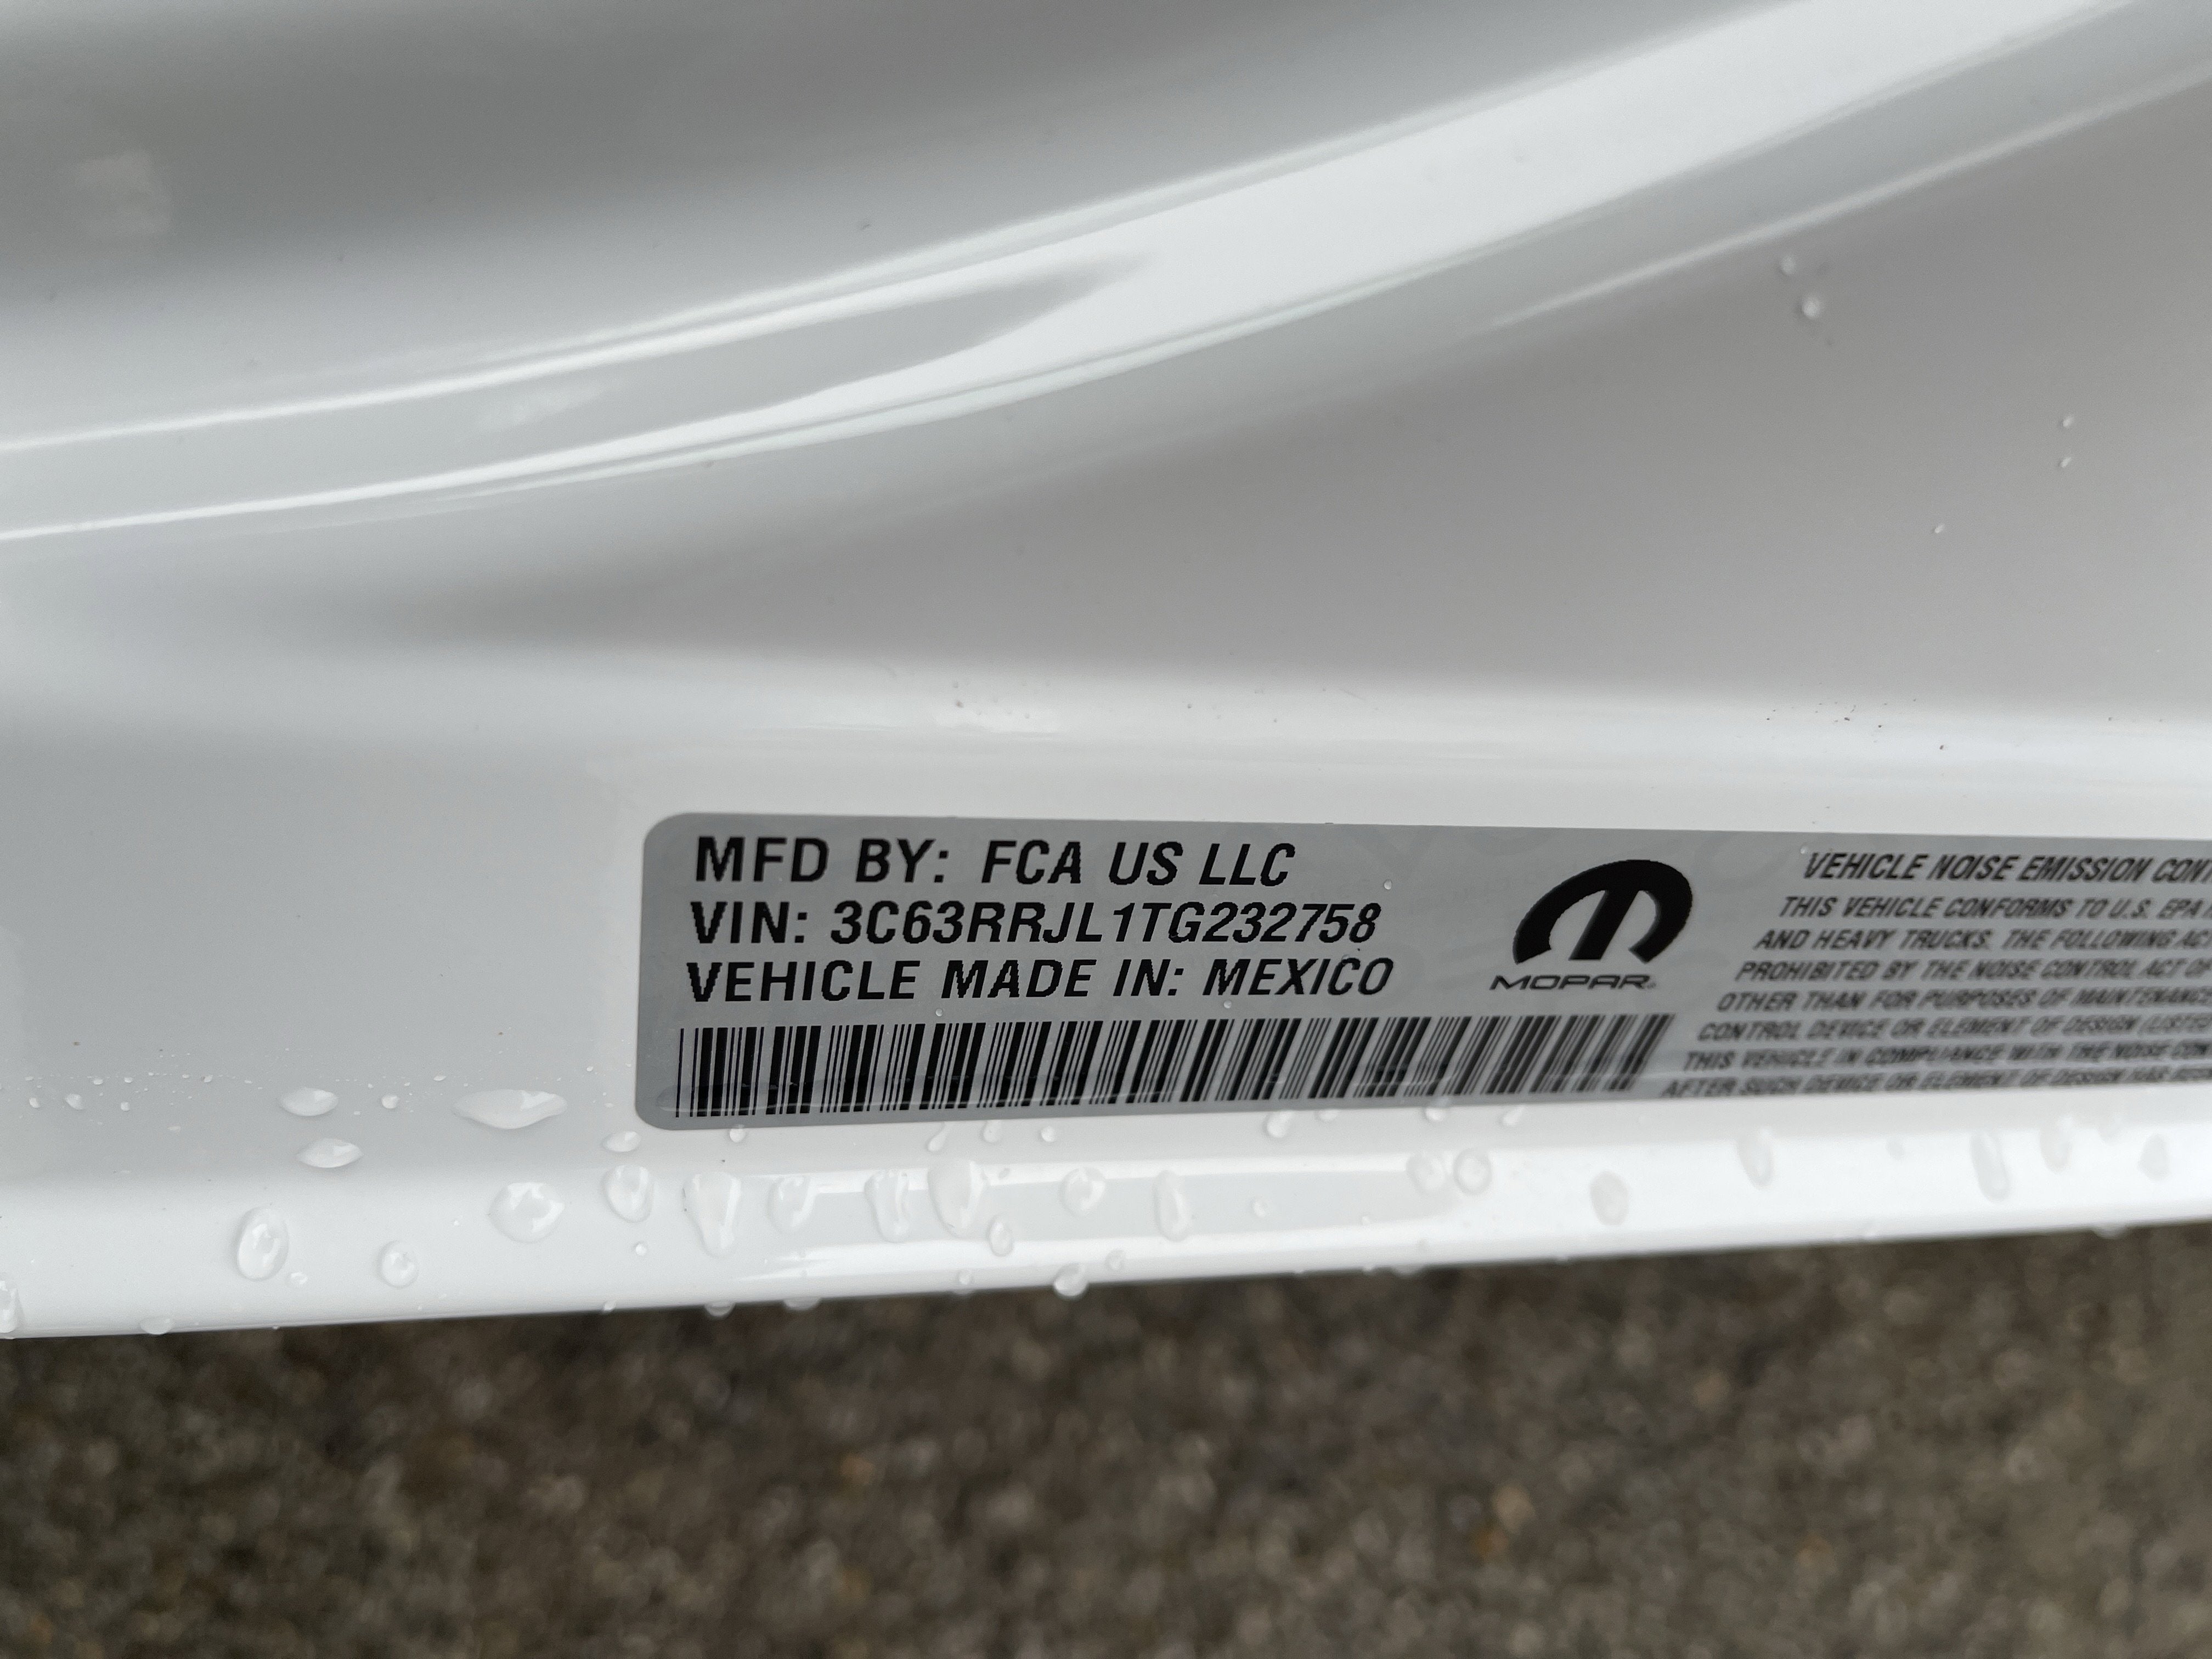 MFD BY: FCA US LLC
VIN: 3C63RRJL1TG232758
VEHICLE MADE IN: MEXICO
MOPAR
VEHICLE NOISE EMISSION
THIS VEHICLE CONFORMS TO U.S. EPA
AND HEAVY TRUCKS. THE FOLLOWING
PROHIBITED BY THE NOISE CONTROL ACT OF
OTHER THAN FOR PURPOSES OF
CONTROL DEVICE OR ELEMENT OF DESIGN
THIS VEHICLE IN COMPLIANCE WITH THE NOISE
AFTER SUCH DEVICE OR ELEMENT OF DESIGN HAS